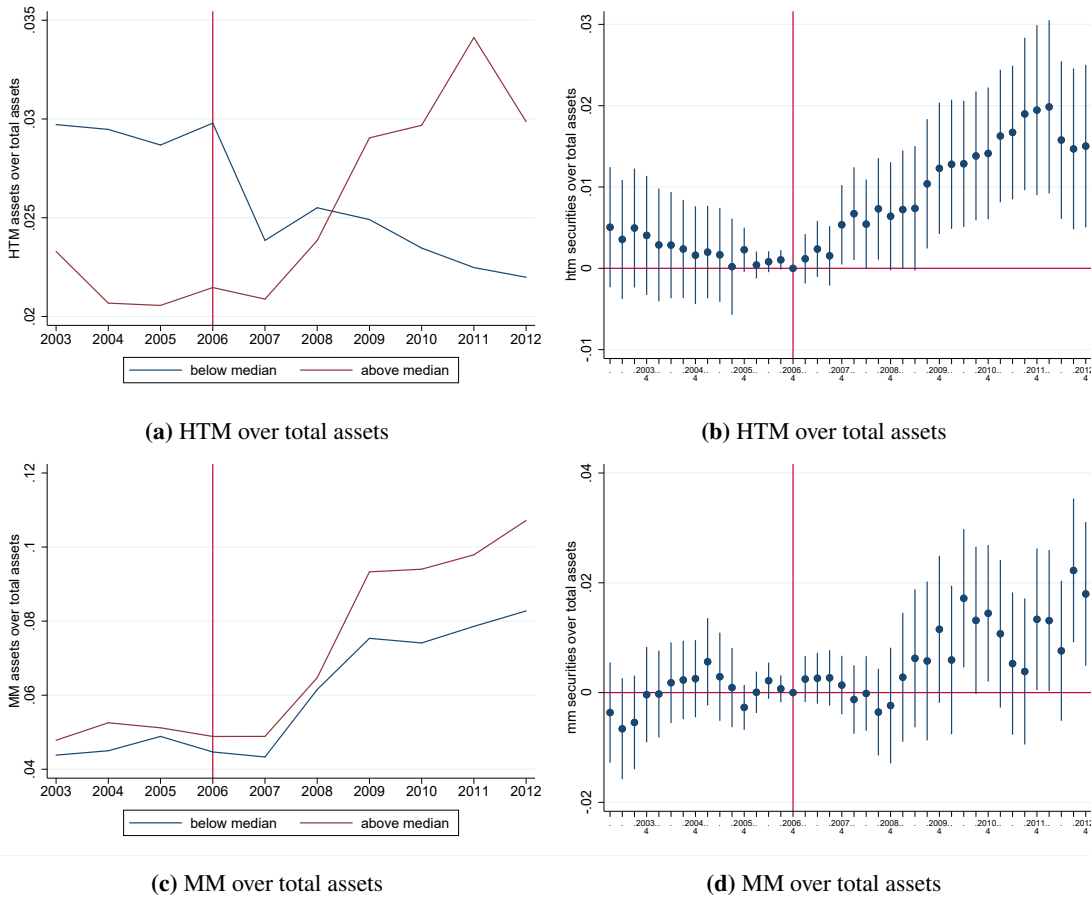 HTM assets over total assets
.035
.03
.025
.02
2003 2004 2005 2006 2007 2008 2009 2010 2011 2012
below median above median
(a) HTM over total assets
htm securities over total assets
.03
.02
.01
0
-.01
. . .2003. . .2004. . .2005. . .2006. . .2007. . .2008. . .2009. . .2010. . .2011. . .2012
4 4 4 4 4 4 4 4 4 4
(b) HTM over total assets
MM assets over total assets
.12
.1
.08
.06
.04
2003 2004 2005 2006 2007 2008 2009 2010 2011 2012
below median above median
(c) MM over total assets
mm securities over total assets
.04
.02
0
-.02
. . .2003. . .2004. . .2005. . .2006. . .2007. . .2008. . .2009. . .2010. . .2011. . .2012
4 4 4 4 4 4 4 4 4 4
(d) MM over total assets